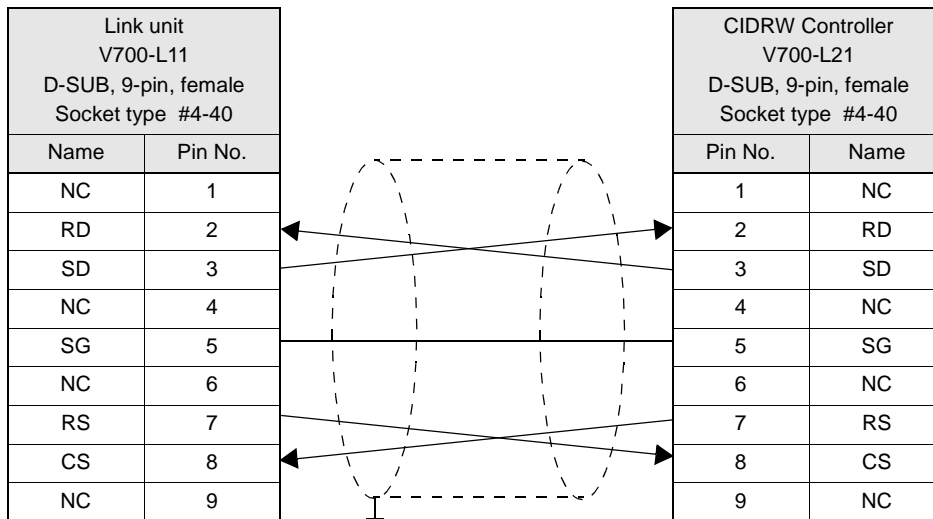 Link unit
V700-L11
D-SUB, 9-pin, female
Socket type #4-40
Name Pin No.
NC 1
RD 2
SD 3
NC 4
SG 5
NC 6
RS 7
CS 8
NC 9
CIDRW Controller
V700-L21
D-SUB, 9-pin, female
Socket type #4-40
Pin No. Name
1 NC
2 RD
3 SD
4 NC
5 SG
6 NC
7 RS
8 CS
9 NC